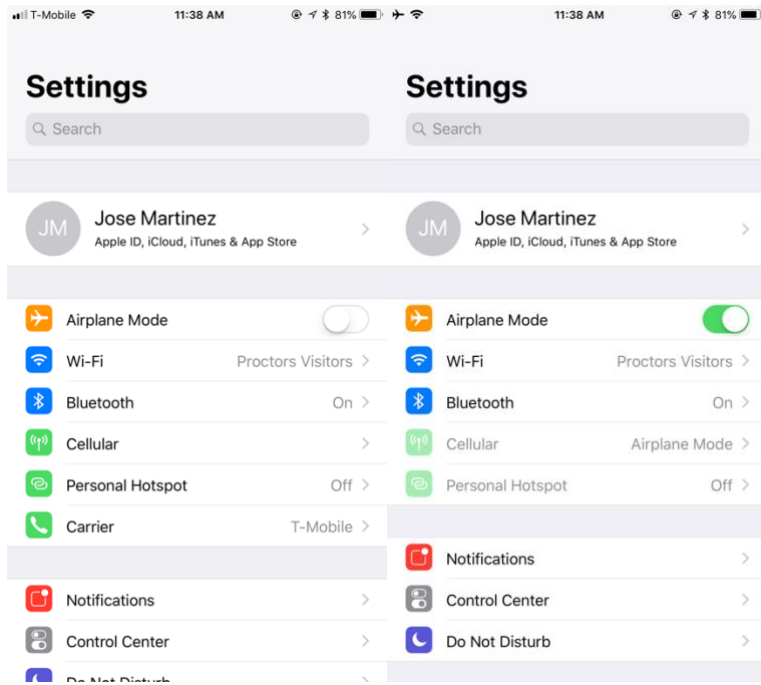 T-Mobile 11:38 AM 81%
Settings
Search
JM
Jose Martinez
Apple ID, iCloud, iTunes & App Store
Airplane Mode
Wi-Fi Proctors Visitors
Bluetooth On
Cellular
Personal Hotspot Off
Carrier T-Mobile
Notifications
Control Center
Do Not Disturb
11:38 AM 81%
Settings
Search
JM
Jose Martinez
Apple ID, iCloud, iTunes & App Store
Airplane Mode
Wi-Fi Proctors Visitors
Bluetooth On
Cellular Airplane Mode
Personal Hotspot Off
Notifications
Control Center
Do Not Disturb